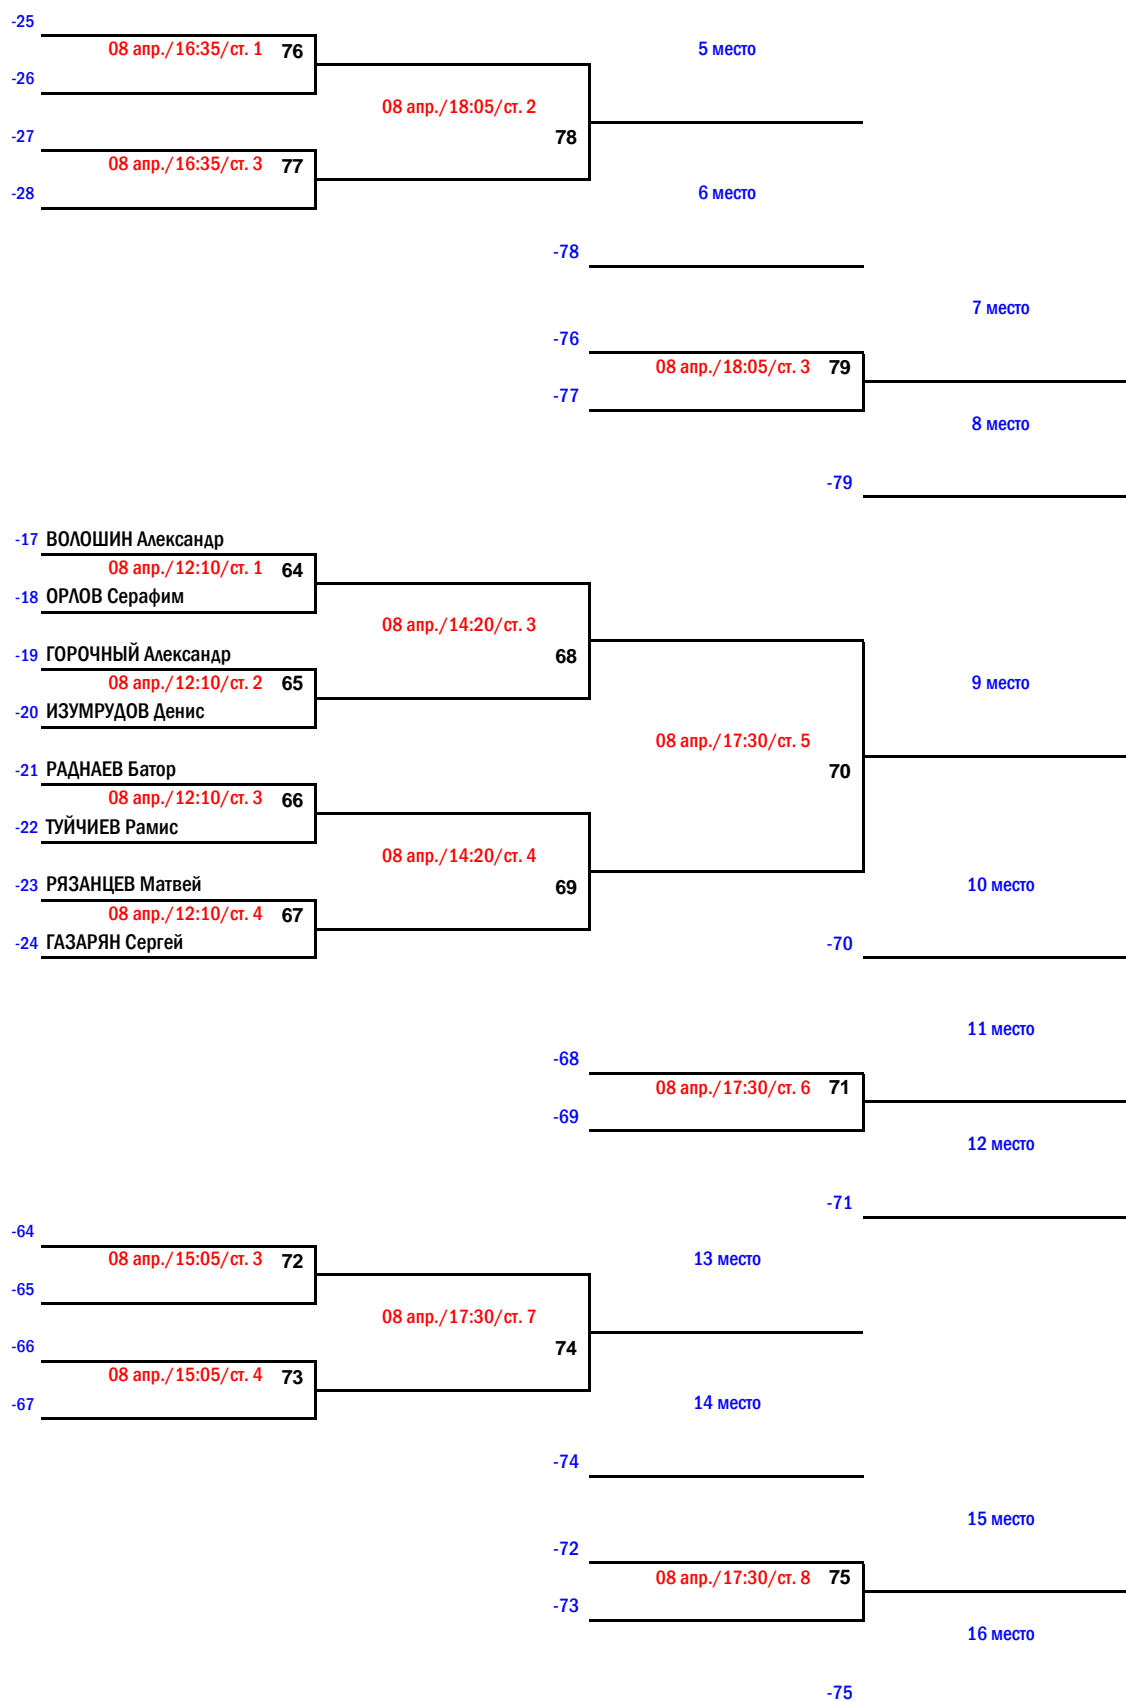 -25
08 апр./16:35/ст. 1 76
5 место
-26
08 апр./18:05/ст. 2
-27
78
08 апр./16:35/ст. 3 77
-28
6 место
-78
7 место
-76
08 апр./18:05/ст. 3 79
-77
8 место
-79
-17 ВОЛОШИН Александр
08 апр./12:10/ст. 1 64
-18 ОРЛОВ Серафим
08 апр./14:20/ст. 3
-19 ГОРОЧНЫЙ Александр
68
08 апр./12:10/ст. 2 65
9 место
-20 ИЗУМРУДОВ Денис
08 апр./17:30/ст. 5
-21 РАДНАЕВ Батор
70
08 апр./12:10/ст. 3 66
-22 ТУЙЧИЕВ Рамис
08 апр./14:20/ст. 4
-23 РЯЗАНЦЕВ Матвей
69
10 место
08 апр./12:10/ст. 4 67
-24 ГАЗАРЯН Сергей
-70
11 место
-68
08 апр./17:30/ст. 6 71
-69
12 место
-71
-64
08 апр./15:05/ст. 3 72
13 место
-65
08 апр./17:30/ст. 7
-66
74
08 апр./15:05/ст. 4 73
-67
14 место
-74
15 место
-72
08 апр./17:30/ст. 8 75
-73
16 место
-75